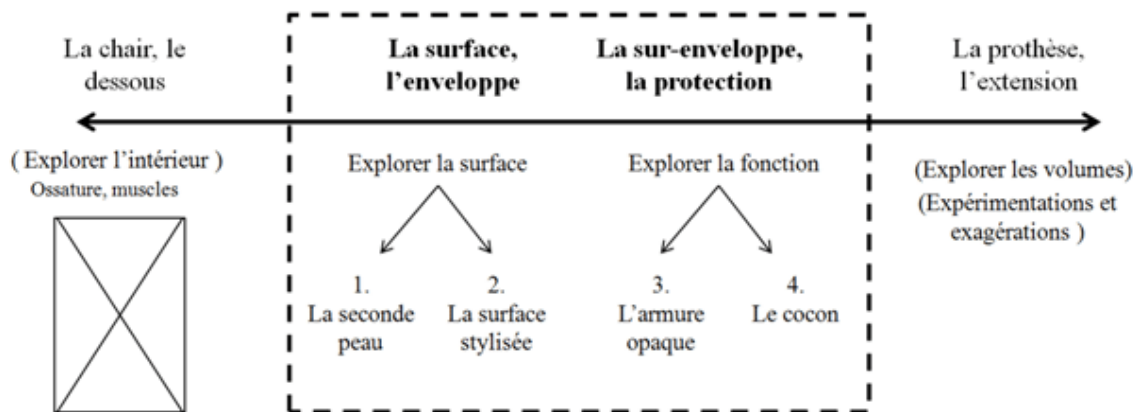 La chair, le
dessous
La surface,
l'enveloppe
La sur-enveloppe,
la protection
La prothèse,
l'extension
( Explorer l'intérieur )
Ossature, muscles
Explorer la surface
Explorer la fonction
(Explorer les volumes)
(Expérimentations et
exagérations )
1.
La seconde
peau
2.
La surface
stylisée
3.
L'armure
opaque
4.
Le cocon